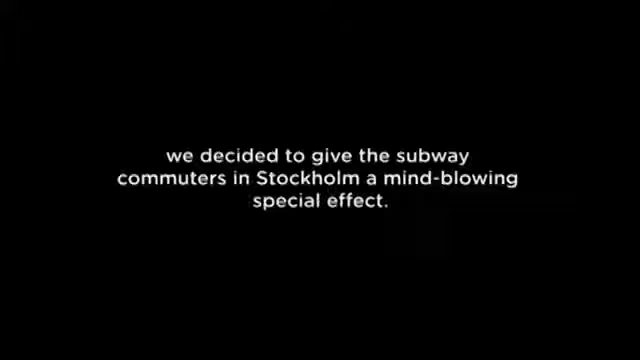 we decided to give the subway
commuters in Stockholm a mind-blowing
special effect.